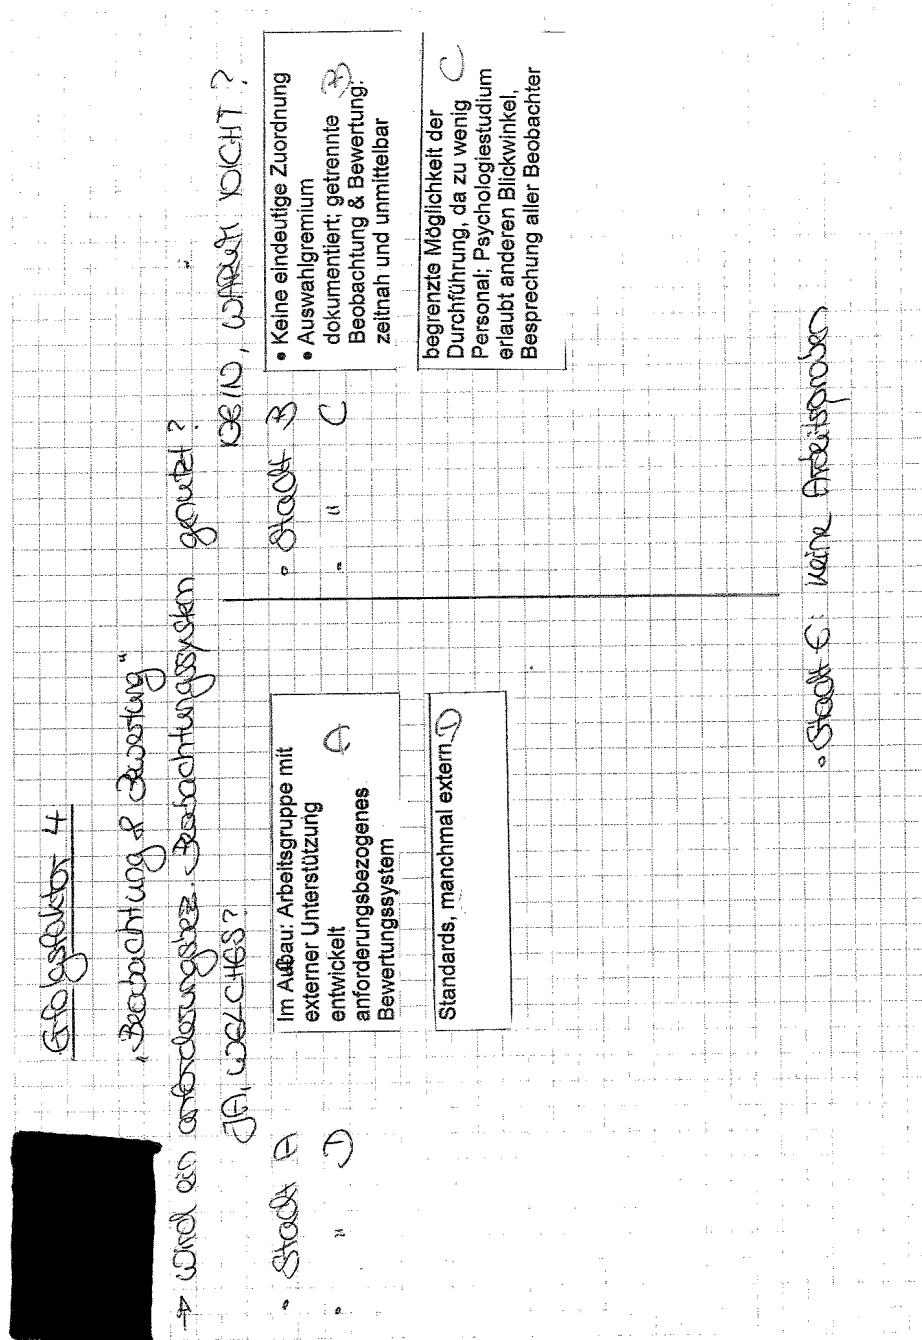 Erfolgsfaktor 4
„Beobachtung & Bewertung“
→ Wird ein anforderungsbez. Beobachtungssystem genutzt?
JA, WELCHES?
• Stadt A
• " D
Im Aufbau: Arbeitsgruppe mit
externer Unterstützung
entwickelt
anforderungsbezogenes
Bewertungssystem
A
Standards, manchmal extern D
NEIN, WARUM NICHT?
• Stadt B
• " C
• Keine eindeutige Zuordnung
• Auswahlgremium
dokumentiert; getrennte
Beobachtung & Bewertung:
zeitnah und unmittelbar
B
begrenzte Möglichkeit der
Durchführung, da zu wenig
Personal; Psychologiestudium
erlaubt anderen Blickwinkel,
Besprechung aller Beobachter
C
• Stadt E: keine Arbeitsproben